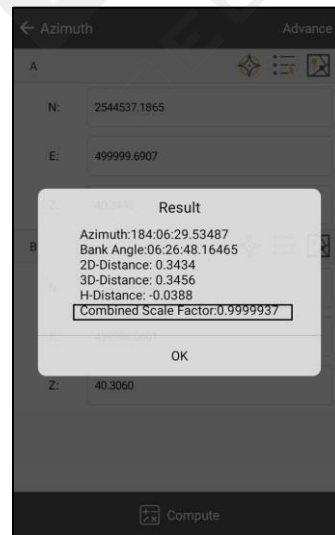 ← Azimuth Advance
A
N: 2544537.1865
E: 499999.6907
Result
Azimuth:184:06:29.53487
Bank Angle:06:26:48.16465
2D-Distance: 0.3434
3D-Distance: 0.3456
H-Distance: -0.0388
Combined Scale Factor:0.9999937
B
OK
Z: 40.3060
Compute